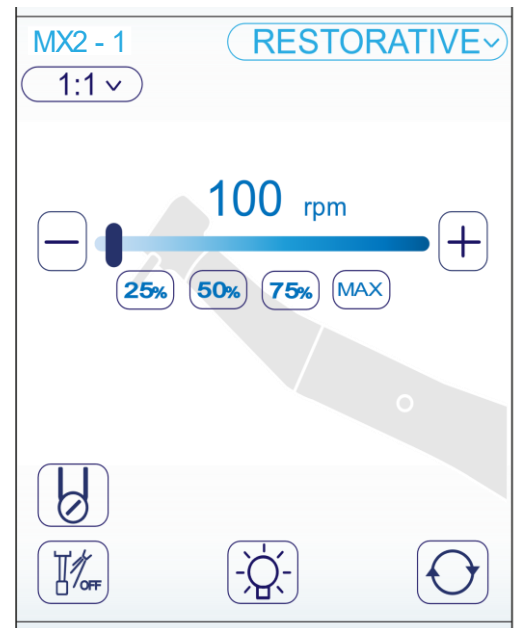 MX2 - 1 RESTORATIVE
1:1
100 rpm
25% 50% 75% MAX
OFF